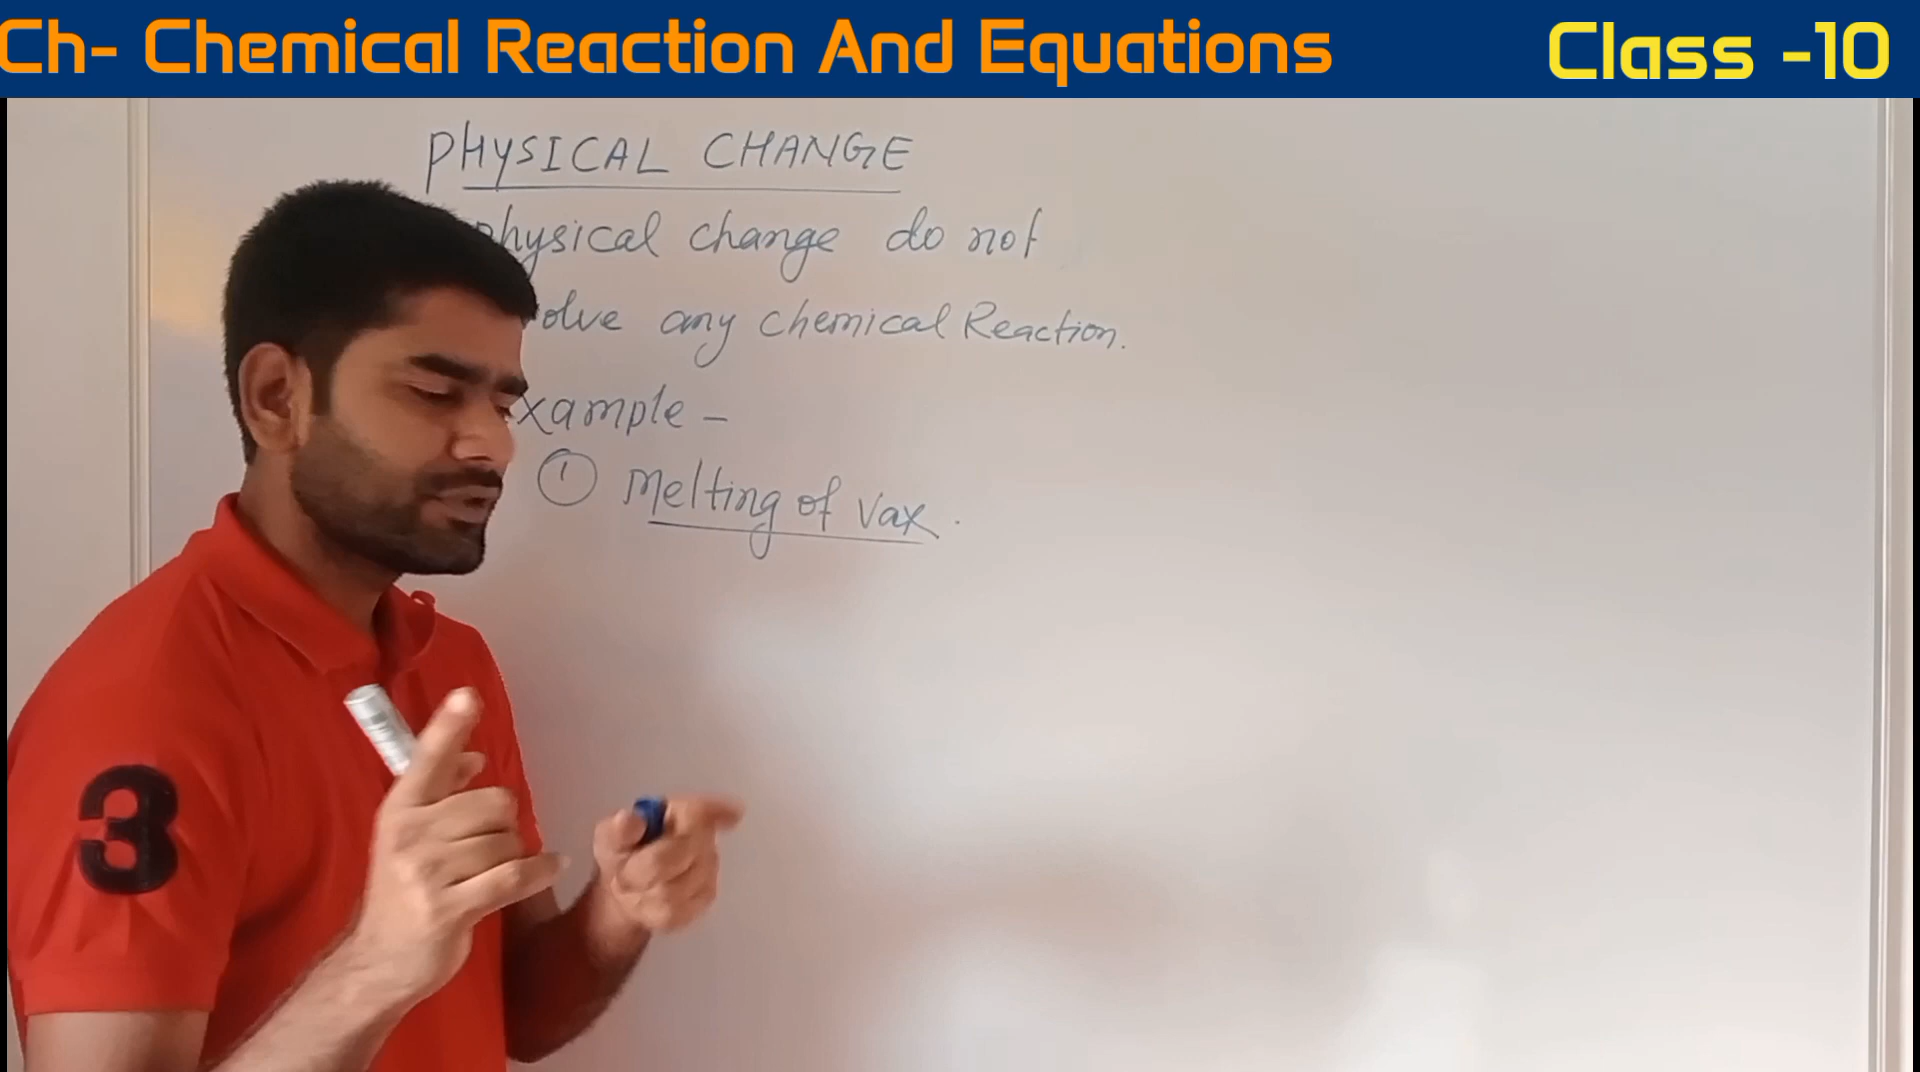 Ch- Chemical Reaction And Equations Class -10
PHYSICAL CHANGE
physical change do not
olve any chemical Reaction.
xample -
① Melting of Vax.
3